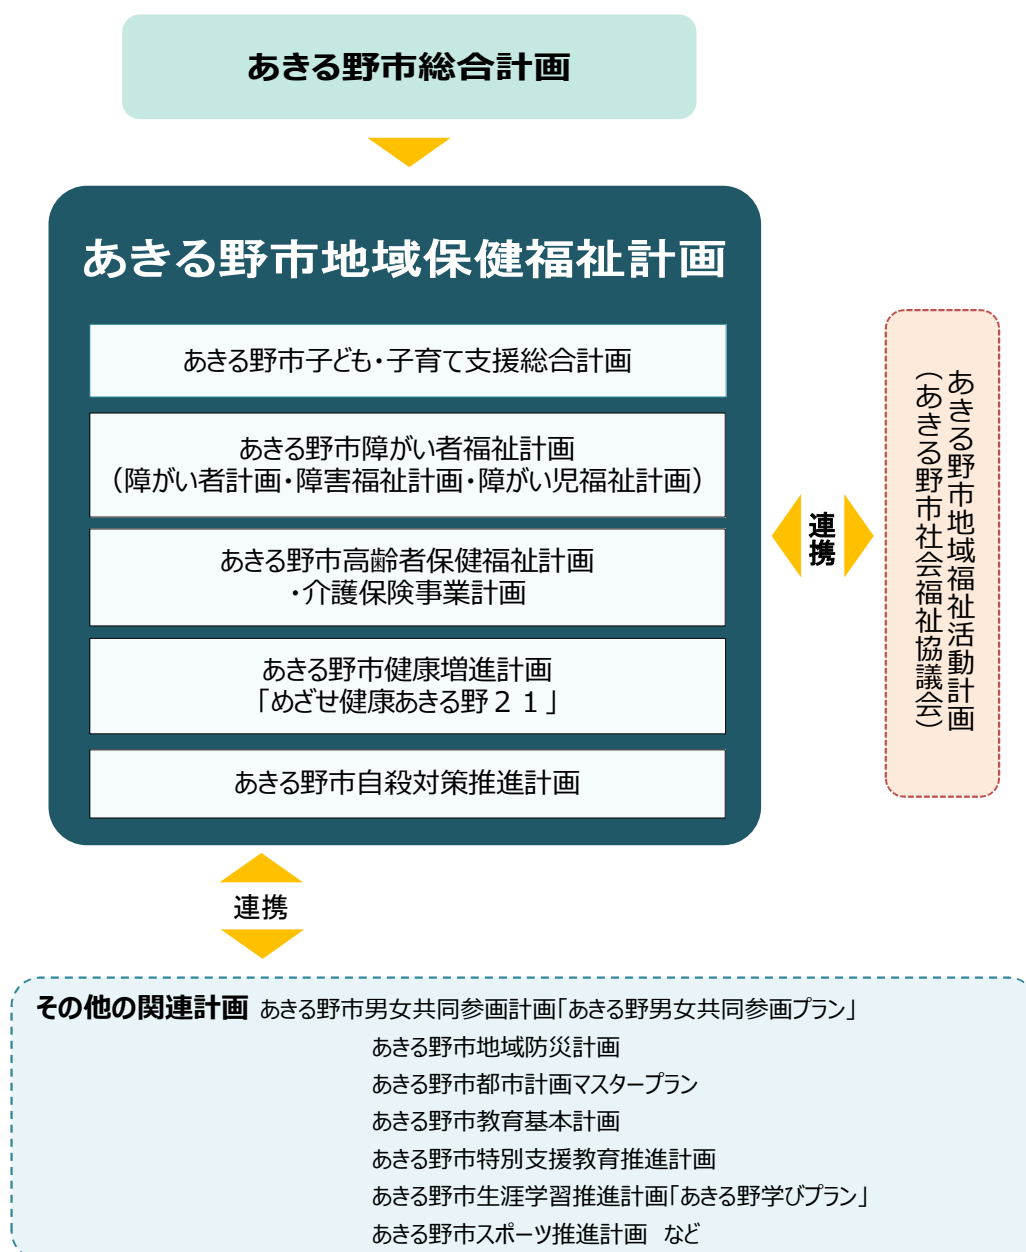 あきる野市総合計画
あきる野市地域保健福祉計画
あきる野市子ども・子育て支援総合計画
あきる野市障がい者福祉計画
（障がい者計画・障害福祉計画・障がい児福祉計画）
あきる野市高齢者保健福祉計画
・介護保険事業計画
あきる野市健康増進計画
「めざせ健康あきる野２１」
あきる野市自殺対策推進計画
連携
あきる野市地域福祉活動計画
（あきる野市社会福祉協議会）
連携
その他の関連計画 あきる野市男女共同参画計画「あきる野男女共同参画プラン」
あきる野市地域防災計画
あきる野市都市計画マスタープラン
あきる野市教育基本計画
あきる野市特別支援教育推進計画
あきる野市生涯学習推進計画「あきる野学びプラン」
あきる野市スポーツ推進計画　など